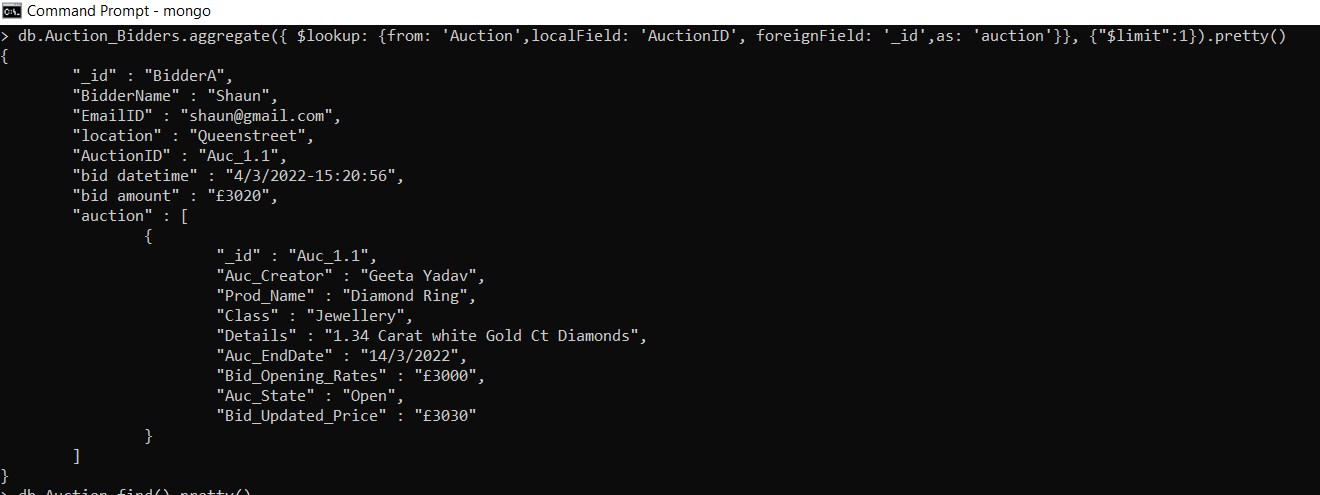 Command Prompt - mongo
> db.Auction_Bidders.aggregate({ $lookup: {from: 'Auction',localField: 'AuctionID', foreignField: '_id',as: 'auction'}}, {"$limit":1}).pretty()
{
"_id" : "BidderA",
"BidderName" : "Shaun",
"EmailID" : "shaun@gmail.com",
"location" : "Queenstreet",
"AuctionID" : "Auc_1.1",
"bid datetime" : "4/3/2022-15:20:56",
"bid amount" : "£3020",
"auction" : [
{
"_id" : "Auc_1.1",
"Auc_Creator" : "Geeta Yadav",
"Prod_Name" : "Diamond Ring",
"Class" : "Jewellery",
"Details" : "1.34 Carat white Gold Ct Diamonds",
"Auc_EndDate" : "14/3/2022",
"Bid_Opening_Rates" : "£3000",
"Auc_State" : "Open",
"Bid_Updated_Price" : "£3030"
}
]
}
> db.Auction.find().pretty()